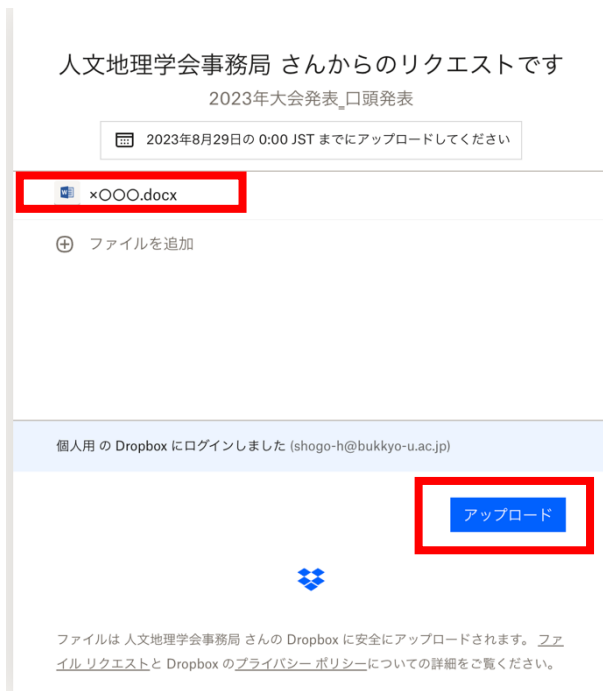 人文地理学会事務局 さんからのリクエストです
2023年大会発表_口頭発表
2023年8月29日の 0:00 JST までにアップロードしてください
×〇〇〇.docx
ファイルを追加
個人用 の Dropbox にログインしました (shogo-h@bukkyo-u.ac.jp)
アップロード
ファイルは 人文地理学会事務局 さんの Dropbox に安全にアップロードされます。 ファ
イル リクエストと Dropbox のプライバシー ポリシーについての詳細をご覧ください。